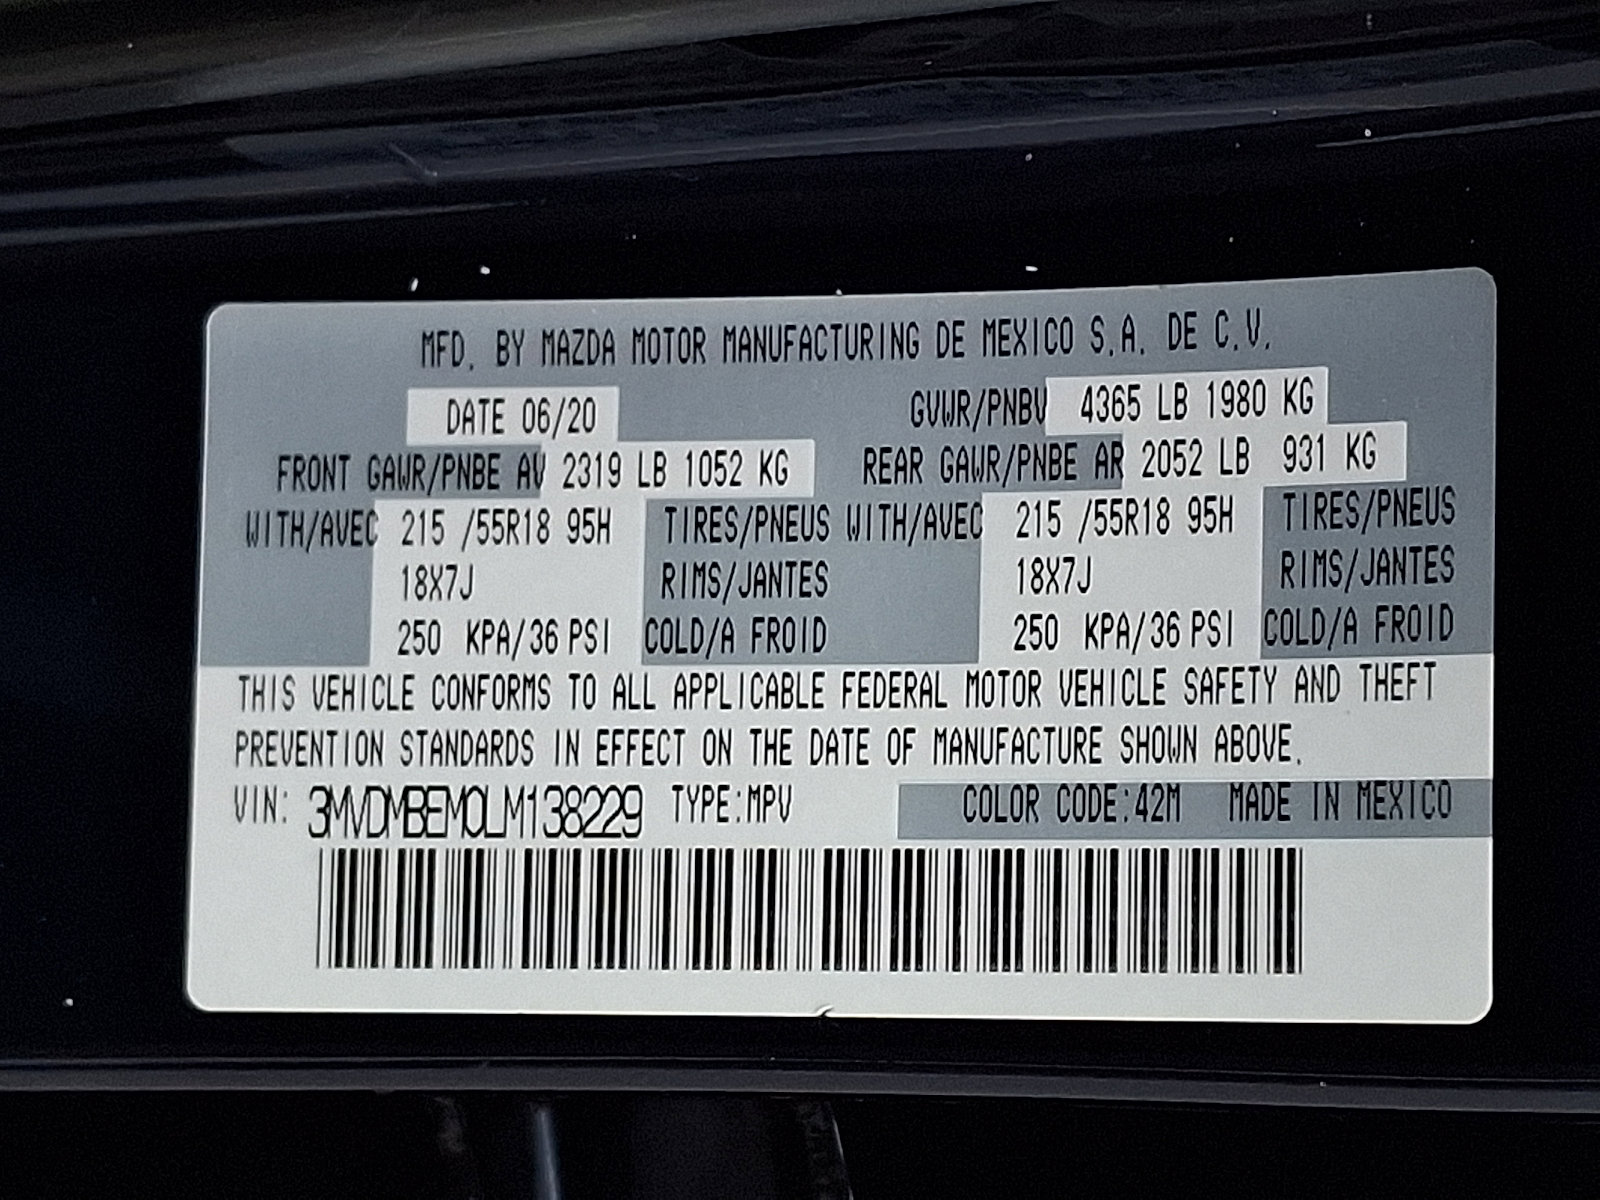 MFD. BY MAZDA MOTOR MANUFACTURING DE MEXICO S.A. DE C.V.
DATE 06/20 GVWR/PNBV 4365 LB 1980 KG
FRONT GAWR/PNBE AV 2319 LB 1052 KG REAR GAWR/PNBE AR 2052 LB 931 KG
WITH/AVEC 215 /55R18 95H TIRES/PNEUS WITH/AVEC 215 /55R18 95H TIRES/PNEUS
18X7J RIMS/JANTES 18X7J RIMS/JANTES
250 KPA/36 PSI COLD/A FROID 250 KPA/36 PSI COLD/A FROID
THIS VEHICLE CONFORMS TO ALL APPLICABLE FEDERAL MOTOR VEHICLE SAFETY AND THEFT
PREVENTION STANDARDS IN EFFECT ON THE DATE OF MANUFACTURE SHOWN ABOVE.
VIN: 3MVDMBEM0LM138229 TYPE:MPV COLOR CODE:42M MADE IN MEXICO